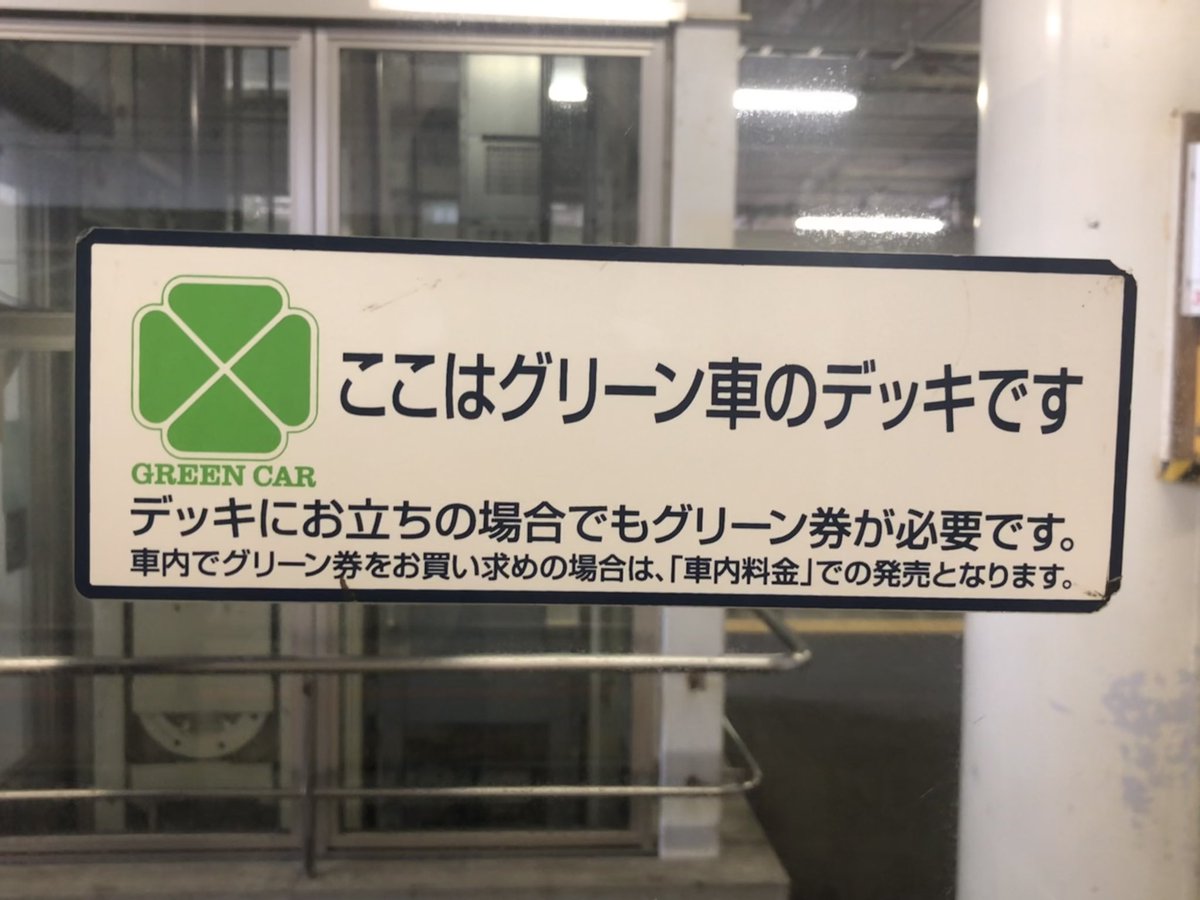 ここはグリーン車のデッキです
GREEN CAR
デッキにお立ちの場合でもグリーン券が必要です。
車内でグリーン券をお買い求めの場合は、「車内料金」での発売となります。